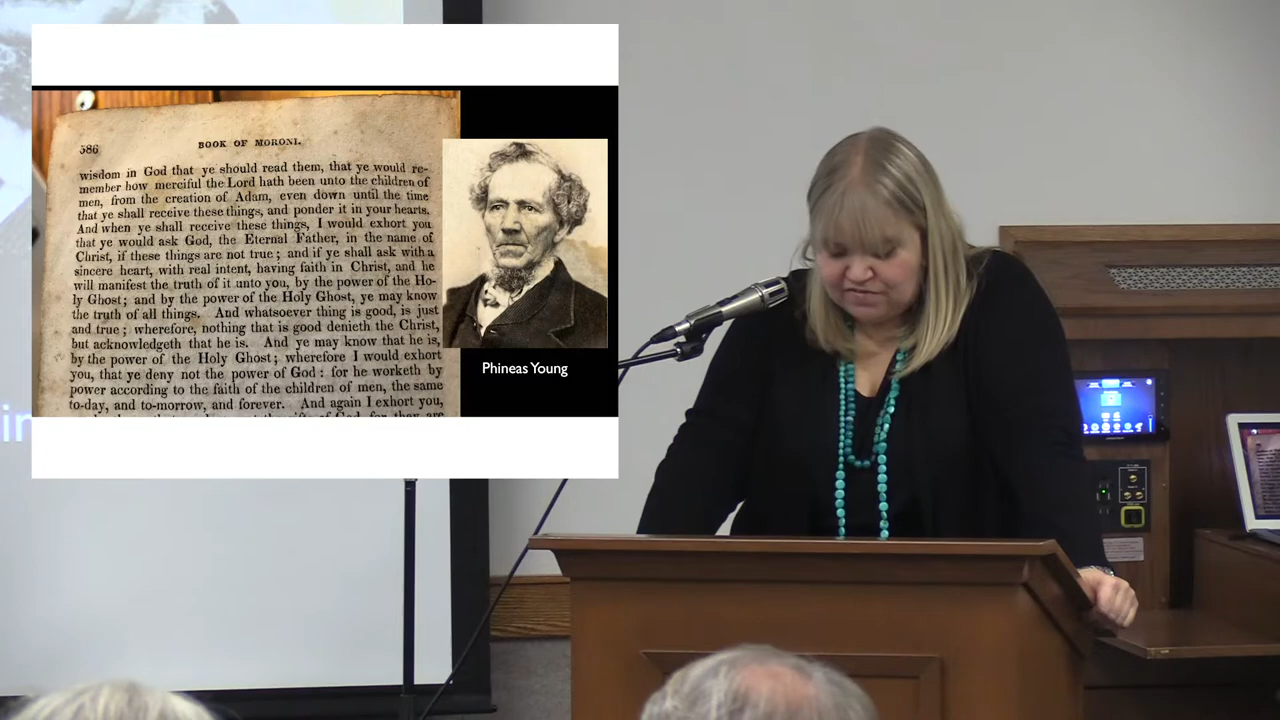 586 BOOK OF MORONI.
wisdom in God that ye should read them, that ye would re-
member how merciful the Lord hath been unto the children of
men, from the creation of Adam, even down until the time
that ye shall receive these things, and ponder it in your hearts.
And when ye shall receive these things, I would exhort you
that ye would ask God, the Eternal Father, in the name of
Christ, if these things are not true; and if ye shall ask with a
sincere heart, with real intent, having faith in Christ, and he
will manifest the truth of it unto you, by the power of the Ho-
ly Ghost; and by the power of the Holy Ghost, ye may know
the truth of all things. And whatsoever thing is good, is just
and true; wherefore, nothing that is good denieth the Christ,
but acknowledgeth that he is. And ye may know that he is,
by the power of the Holy Ghost; wherefore I would exhort
you, that ye deny not the power of God: for he worketh by
power according to the faith of the children of men, the same
to-day, and to-morrow, and forever. And again I exhort you,
Phineas Young
in